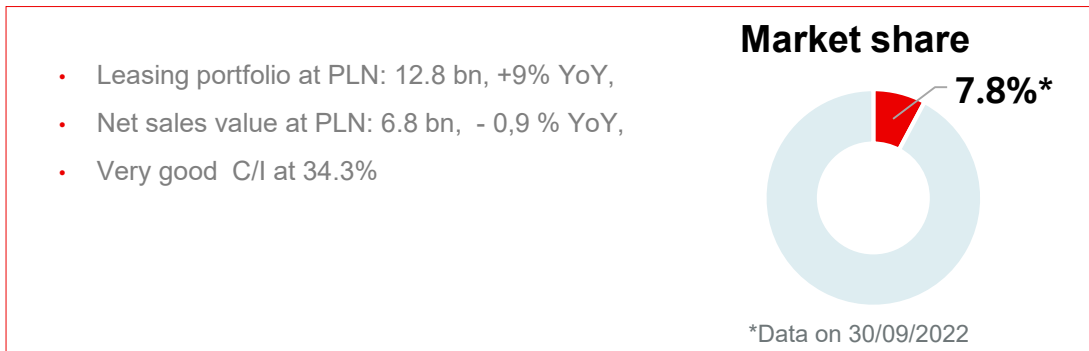 Market share
• Leasing portfolio at PLN: 12.8 bn, +9% YoY,
• Net sales value at PLN: 6.8 bn, - 0,9 % YoY,
• Very good C/I at 34.3%
7.8%*
*Data on 30/09/2022